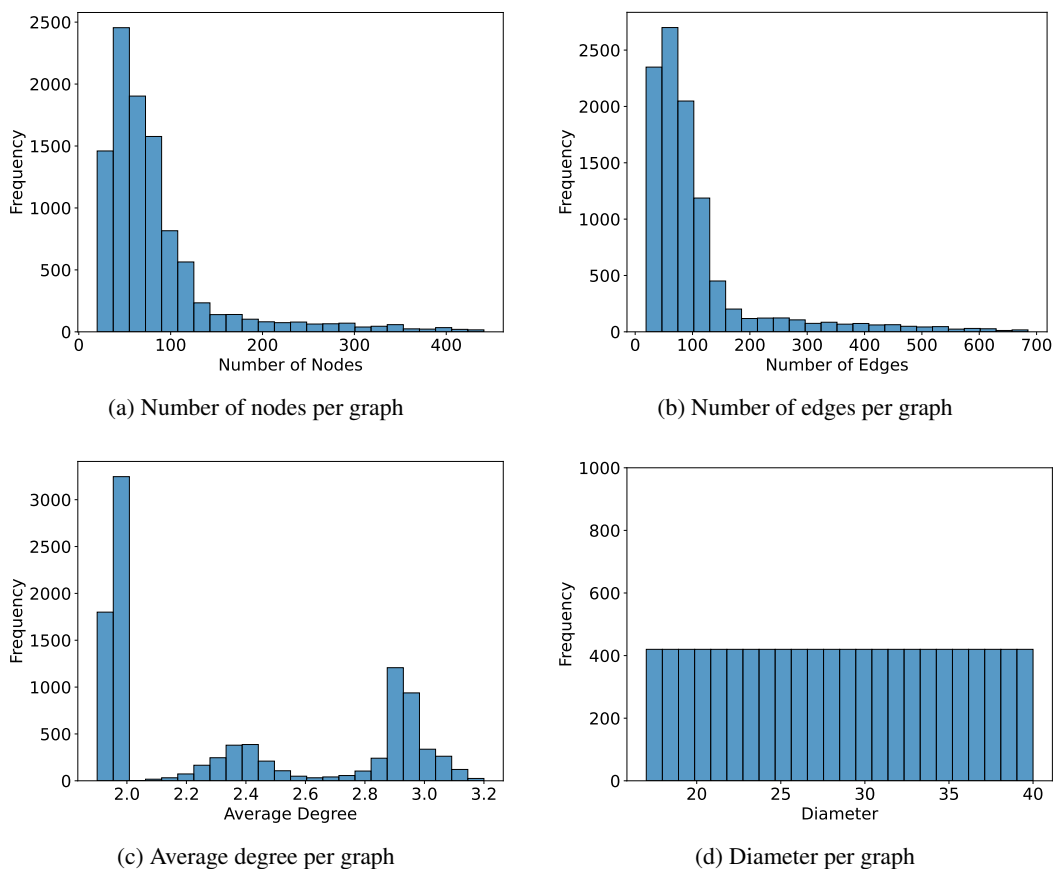 2500
2000
1500
1000
500
0
Frequency
0 100 200 300 400
Number of Nodes
(a) Number of nodes per graph
2500
2000
1500
1000
500
0
Frequency
0 100 200 300 400 500 600 700
Number of Edges
(b) Number of edges per graph
3000
2500
2000
1500
1000
500
0
Frequency
2.0 2.2 2.4 2.6 2.8 3.0 3.2
Average Degree
(c) Average degree per graph
1000
800
600
400
200
0
Frequency
20 25 30 35 40
Diameter
(d) Diameter per graph